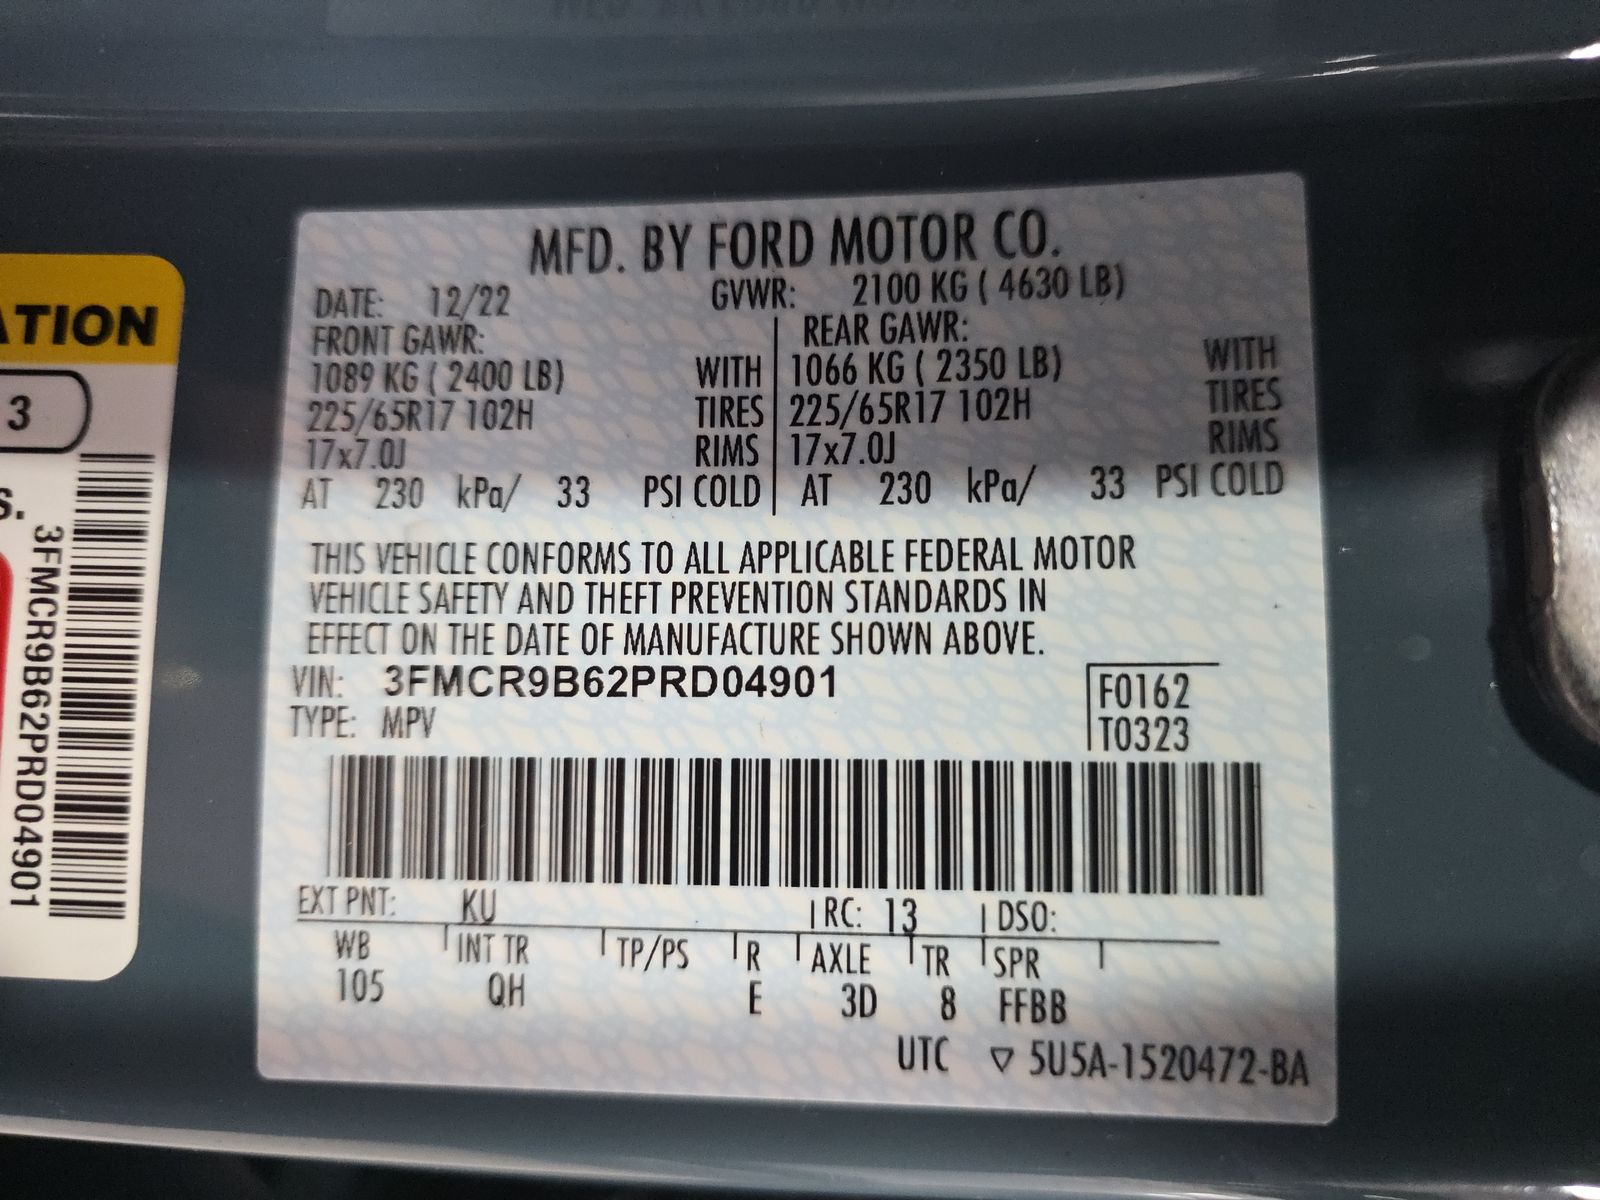 MFD. BY FORD MOTOR CO.
DATE: 12/22 GVWR: 2100 KG ( 4630 LB)
FRONT GAWR: REAR GAWR:
1089 KG ( 2400 LB) WITH 1066 KG ( 2350 LB) WITH
225/65R17 102H TIRES 225/65R17 102H TIRES
17x7.0J RIMS 17x7.0J RIMS
AT 230 kPa/ 33 PSI COLD AT 230 kPa/ 33 PSI COLD
THIS VEHICLE CONFORMS TO ALL APPLICABLE FEDERAL MOTOR
VEHICLE SAFETY AND THEFT PREVENTION STANDARDS IN
EFFECT ON THE DATE OF MANUFACTURE SHOWN ABOVE.
VIN: 3FMCR9B62PRD04901
TYPE: MPV
F0162
T0323
EXT PNT: KU RC: 13 DSO:
WB INT TR TP/PS R AXLE TR SPR
105 QH E 3D 8 FFBB
UTC ▽ 5U5A-1520472-BA
ATION
3
S.
3FMCR9B62PRD04901